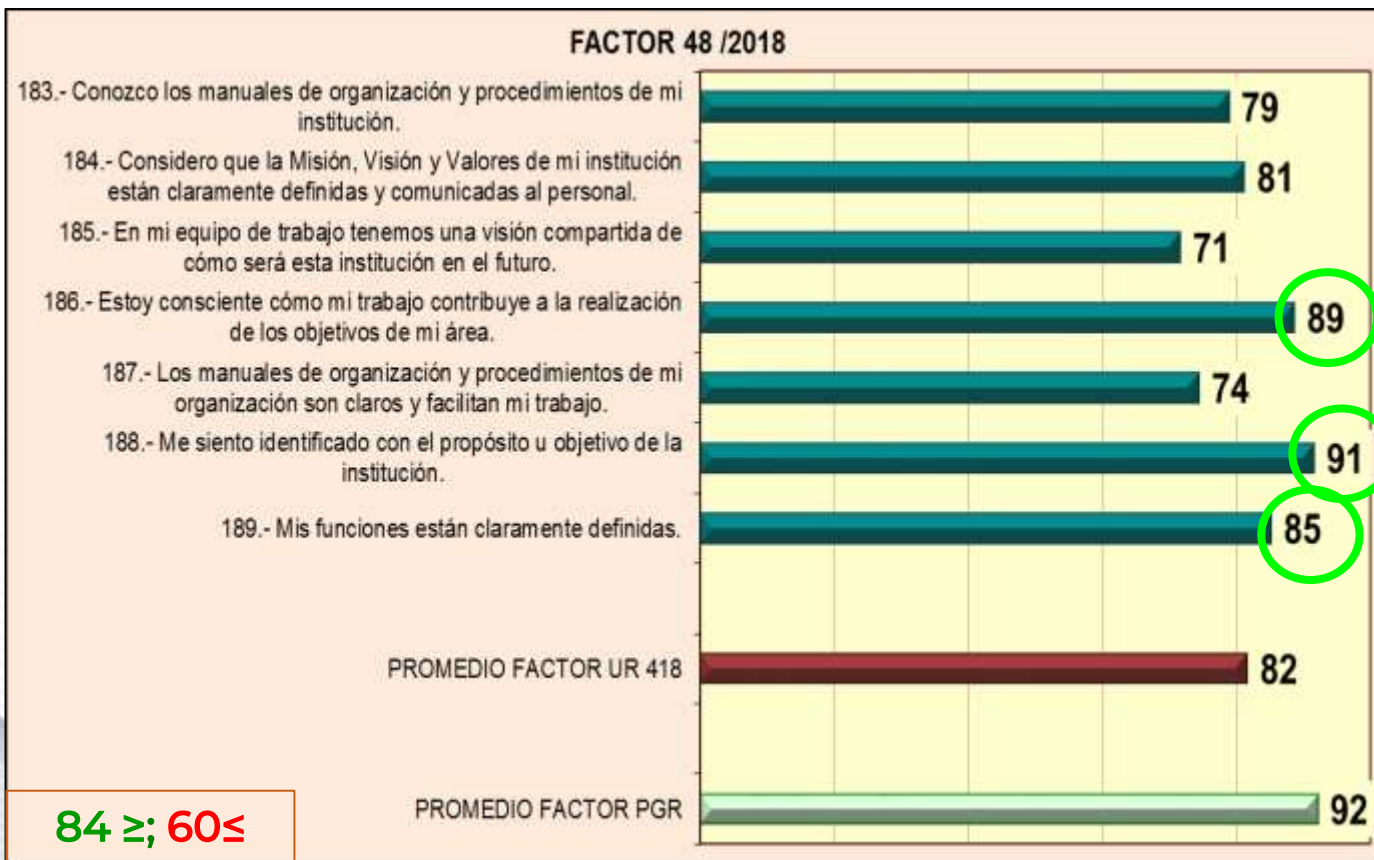 FACTOR 48 /2018
183.- Conozco los manuales de organización y procedimientos de mi
institución.
79
184.- Considero que la Misión, Visión y Valores de mi institución
están claramente definidas y comunicadas al personal.
81
185.- En mi equipo de trabajo tenemos una visión compartida de
cómo será esta institución en el futuro.
71
186.- Estoy consciente cómo mi trabajo contribuye a la realización
de los objetivos de mi área.
89
187.- Los manuales de organización y procedimientos de mi
organización son claros y facilitan mi trabajo.
74
188.- Me siento identificado con el propósito u objetivo de la
institución.
91
189.- Mis funciones están claramente definidas.
85
PROMEDIO FACTOR UR 418
82
PROMEDIO FACTOR PGR
92
84 ≥; 60≤